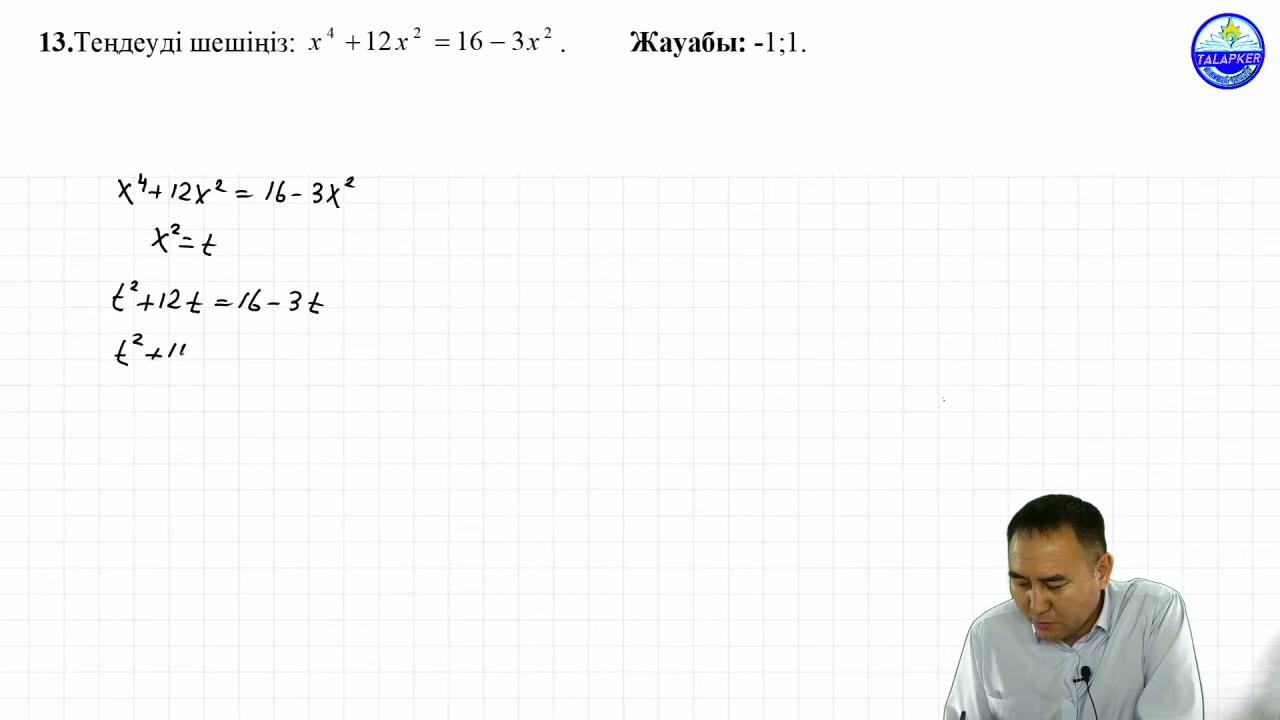 13.Теңдеуді шешіңіз: x⁴ + 12x² = 16 − 3x². Жауабы: -1;1.
TALAPKER
x⁴ + 12x² = 16 - 3x²
x² = t
t² + 12t = 16 - 3t
t² + 1